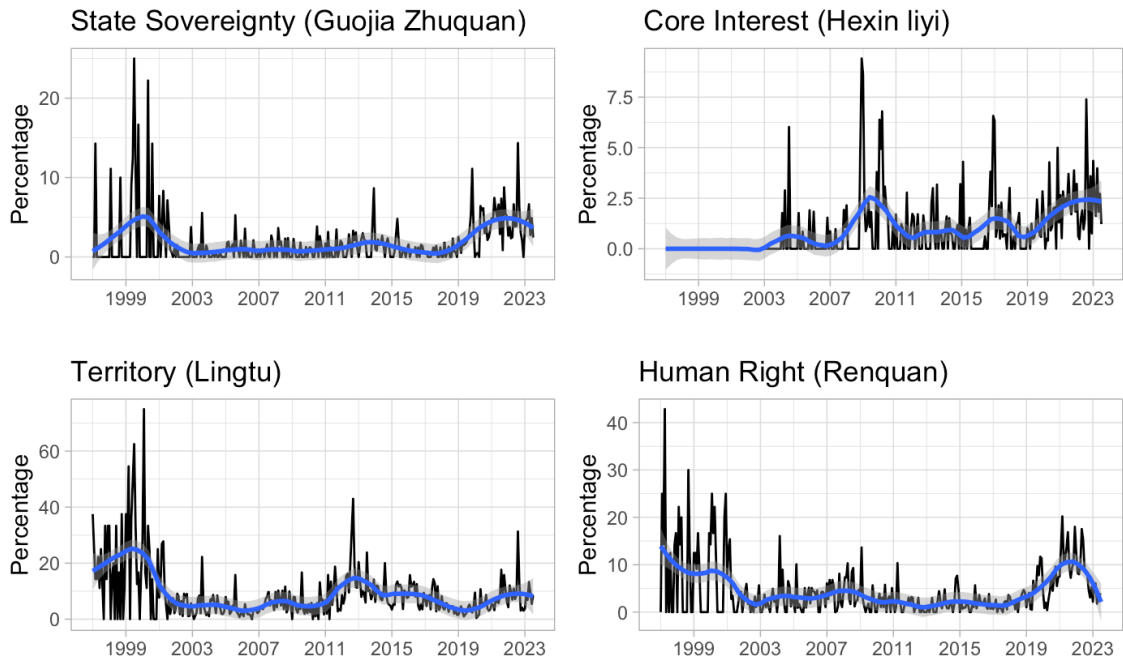 State Sovereignty (Guojia Zhuquan)
Percentage
20
10
0
1999 2003 2007 2011 2015 2019 2023
Core Interest (Hexin liyi)
Percentage
7.5
5.0
2.5
0.0
1999 2003 2007 2011 2015 2019 2023
Territory (Lingtu)
Percentage
60
40
20
0
1999 2003 2007 2011 2015 2019 2023
Human Right (Renquan)
Percentage
40
30
20
10
0
1999 2003 2007 2011 2015 2019 2023